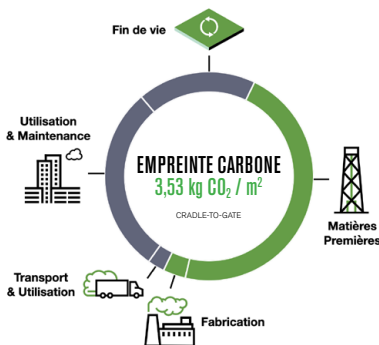 Fin de vie
Utilisation
& Maintenance
EMPREINTE CARBONE
3,53 kg CO₂ / m²
CRADLE-TO-GATE
Matières
Premières
Transport
& Utilisation
Fabrication